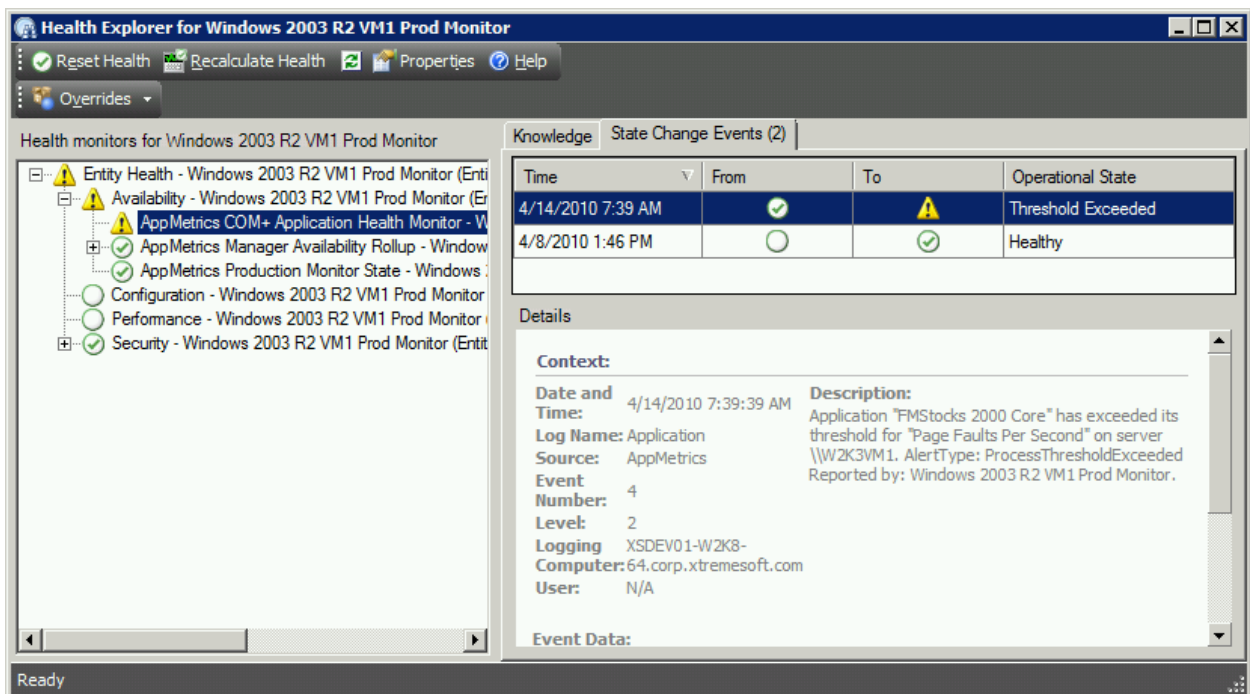 Health Explorer for Windows 2003 R2 VM1 Prod Monitor
Reset Health Recalculate Health Properties Help
Overrides
Health monitors for Windows 2003 R2 VM1 Prod Monitor
Entity Health - Windows 2003 R2 VM1 Prod Monitor (Enti
Availability - Windows 2003 R2 VM1 Prod Monitor (Er
AppMetrics COM+ Application Health Monitor - W
AppMetrics Manager Availability Rollup - Window
AppMetrics Production Monitor State - Windows
Configuration - Windows 2003 R2 VM1 Prod Monitor
Performance - Windows 2003 R2 VM1 Prod Monitor
Security - Windows 2003 R2 VM1 Prod Monitor (Entit
Knowledge State Change Events (2)
Time From To Operational State
4/14/2010 7:39 AM Threshold Exceeded
4/8/2010 1:46 PM Healthy
Details
Context:
Date and
Time: 4/14/2010 7:39:39 AM
Log Name: Application
Source: AppMetrics
Event
Number: 4
Level: 2
Logging XSDEV01-W2K8-
Computer: 64.corp.xtremesoft.com
User: N/A
Description:
Application "FMStocks 2000 Core" has exceeded its
threshold for "Page Faults Per Second" on server
\\W2K3VM1. AlertType: ProcessThresholdExceeded
Reported by: Windows 2003 R2 VM1 Prod Monitor.
Event Data:
Ready